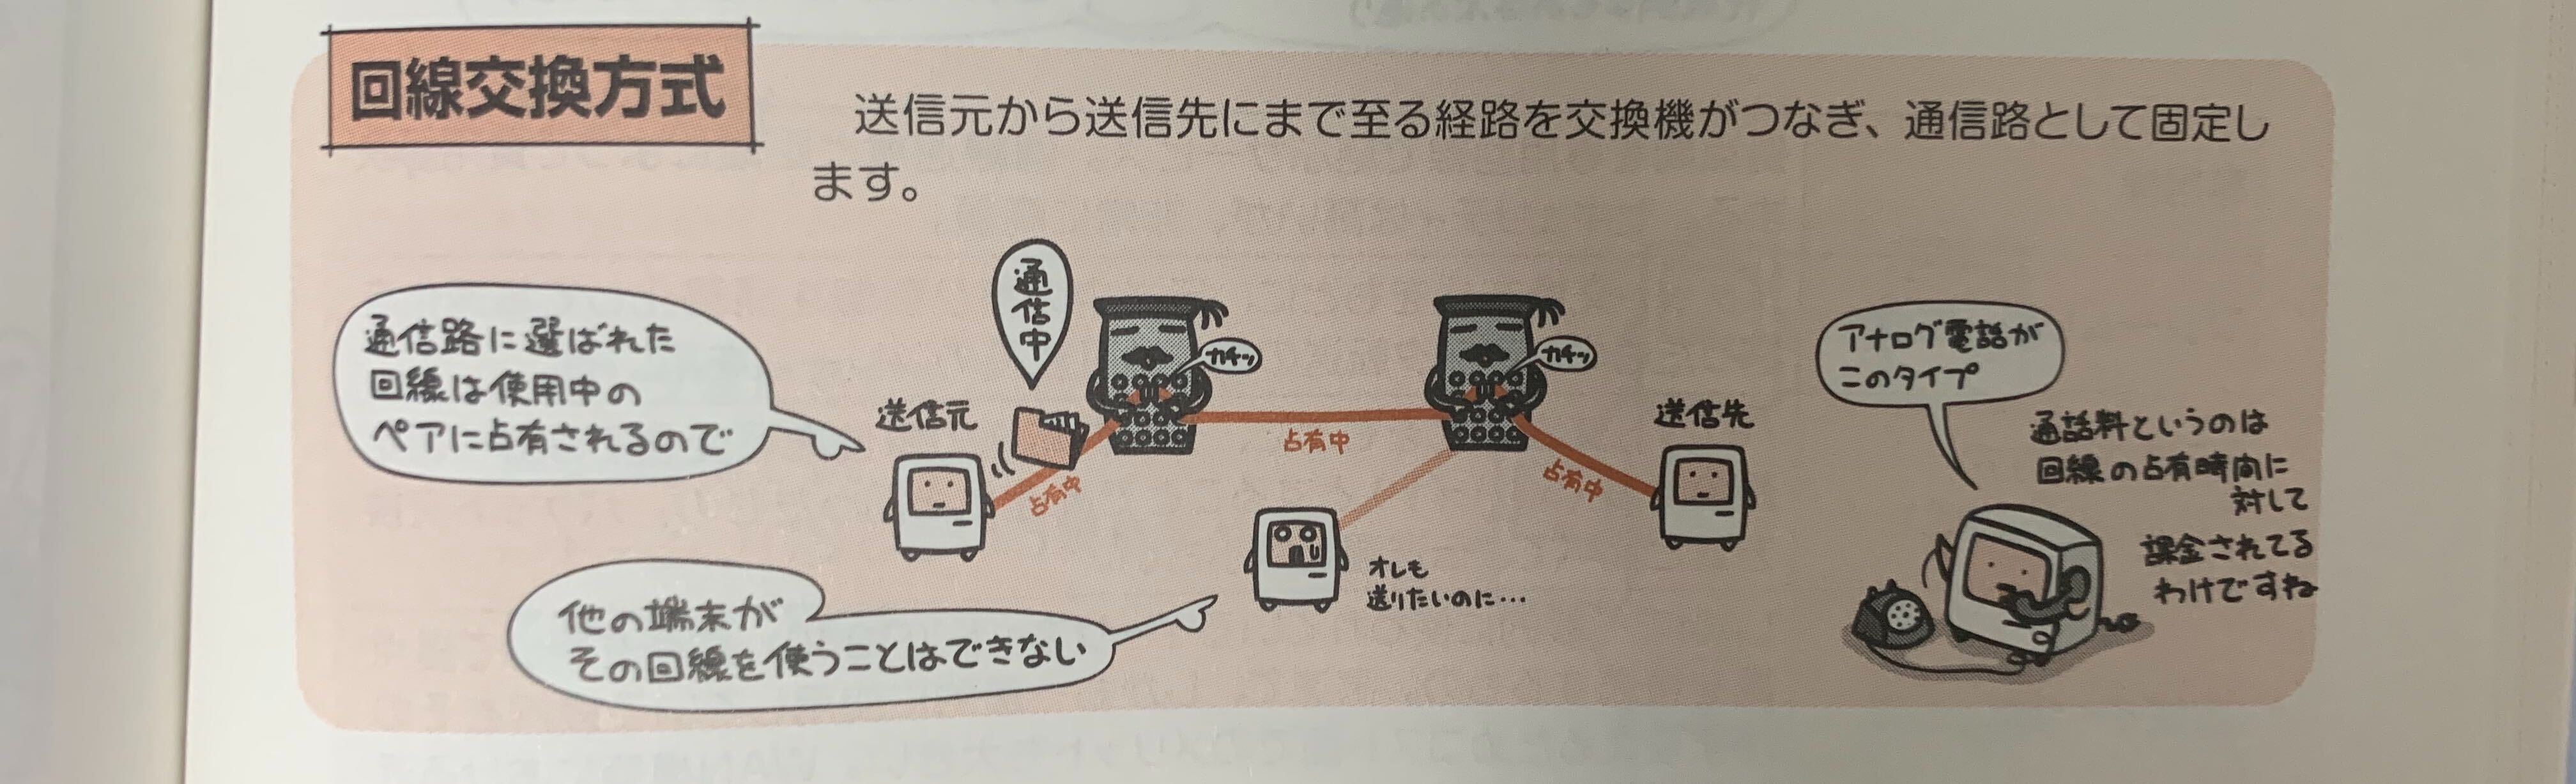 回線交換方式
送信元から送信先にまで至る経路を交換機がつなぎ、通信路として固定し
ます。
通信路に選ばれた
回線は使用中の
ペアに占有されるので
通信中
カチッ
カチッ
送信元
占有中
占有中
占有中
送信先
オレも
送りたいのに…
他の端末が
その回線を使うことはできない
アナログ電話が
このタイプ
通話料というのは
回線の占有時間に
対して
課金されてる
わけですね